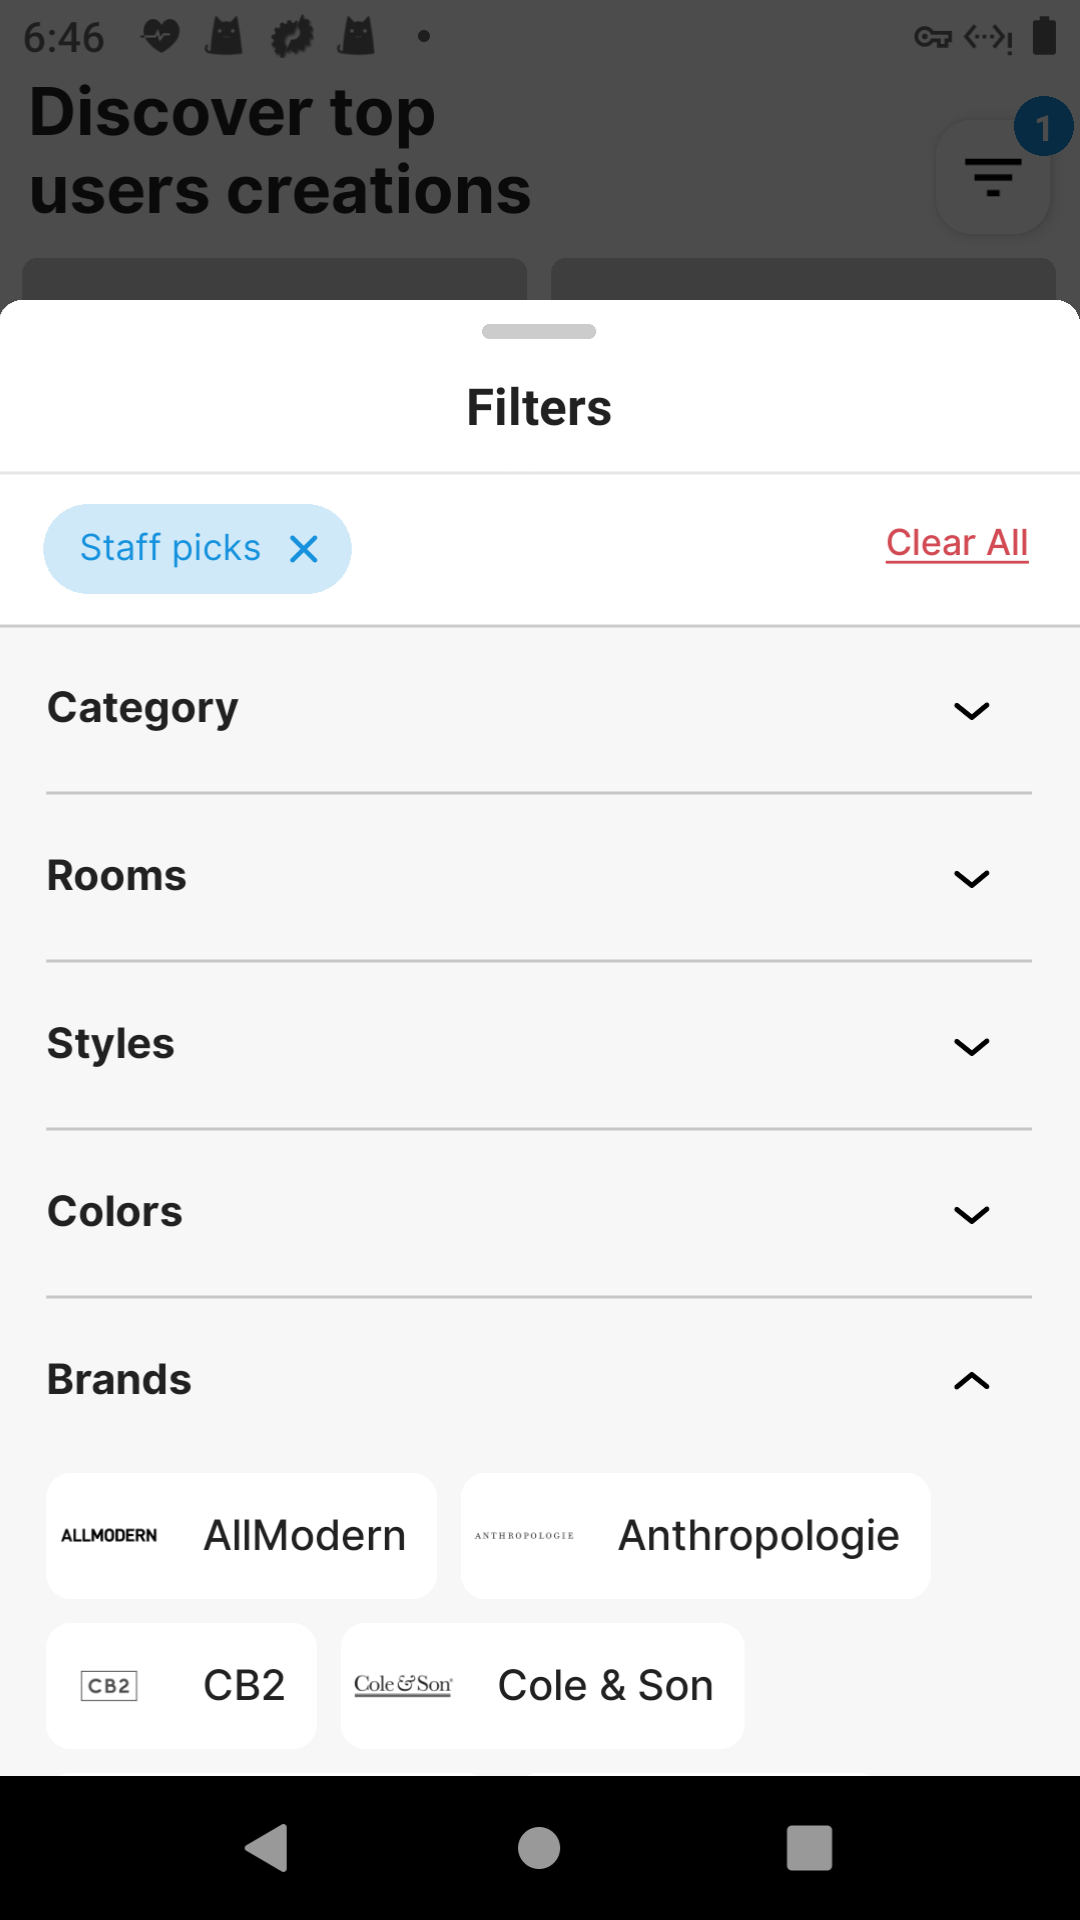 6:46
Discover top
users creations
1
Filters
Staff picks
Clear All
Category
Rooms
Styles
Colors
Brands
ALLMODERN AllModern
ANTHROPOLOGIE Anthropologie
CB2 CB2
Cole & Son Cole & Son